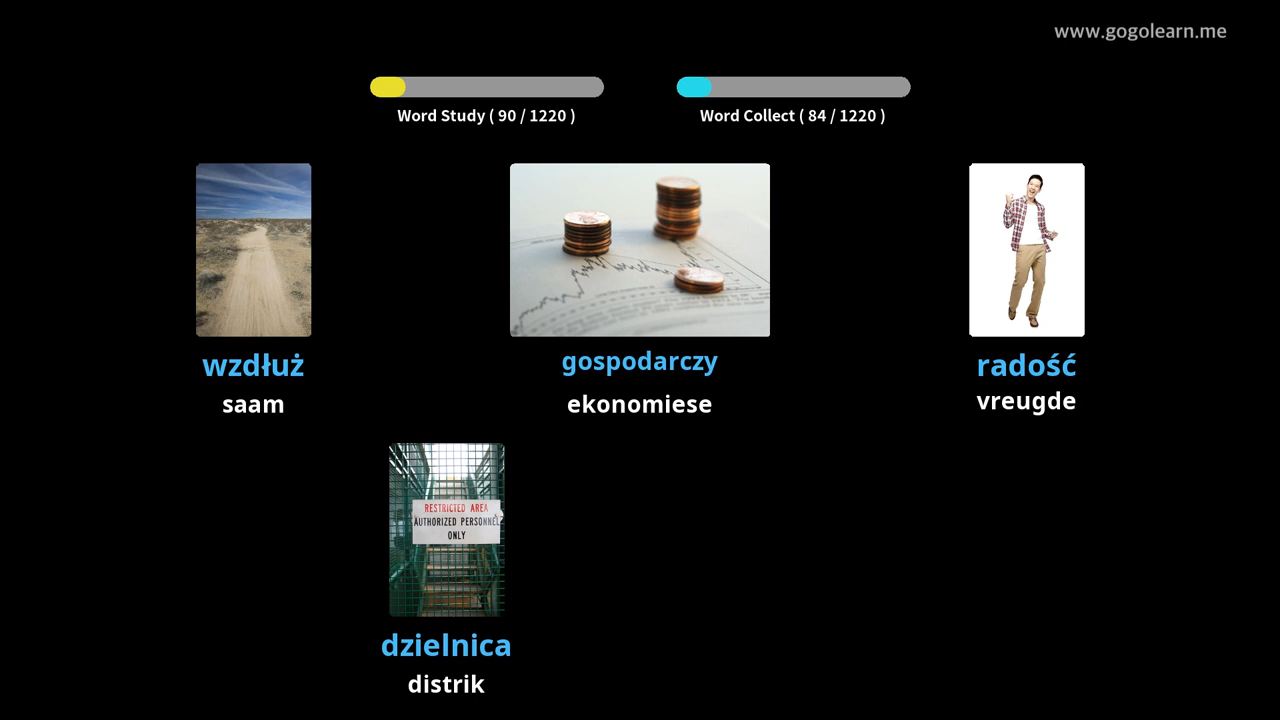 www.gogolearn.me
Word Study ( 90 / 1220 )
Word Collect ( 84 / 1220 )
wzdłuż
saam
gospodarczy
ekonomiese
radość
vreugde
RESTRICTED AREA
AUTHORIZED PERSONNEL
ONLY
dzielnica
distrik